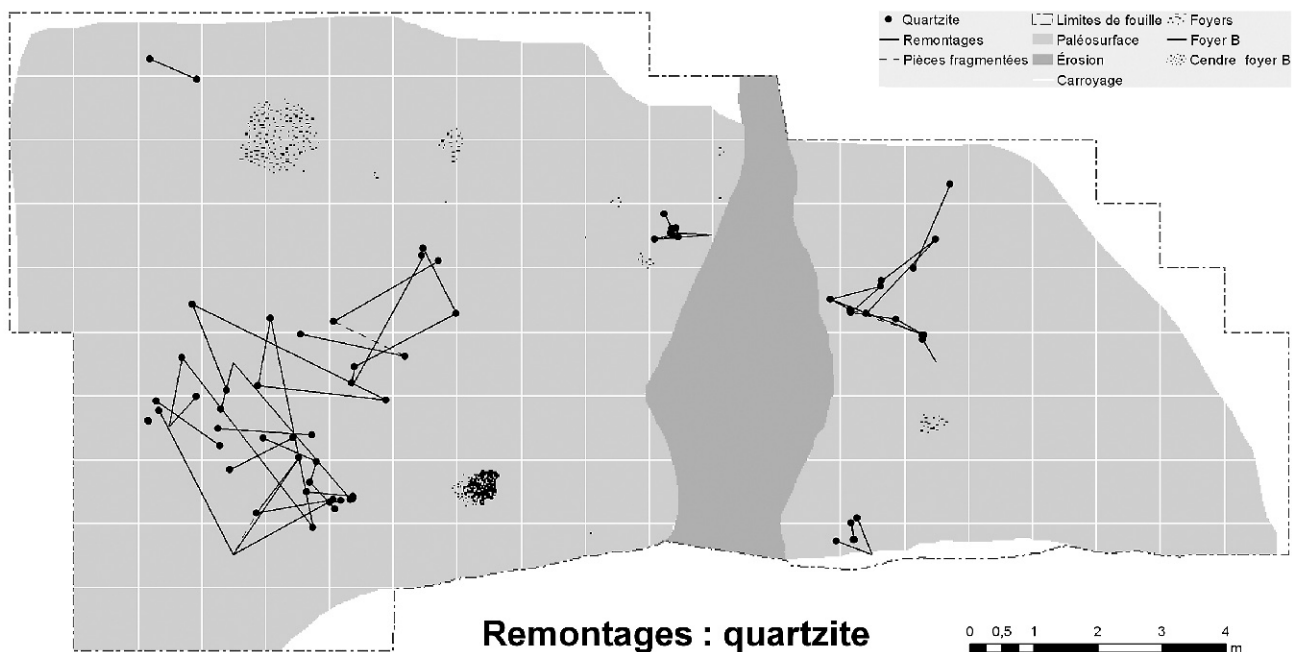 Quartzite
Remontages
Pièces fragmentées
Limites de fouille
Paléosurface
Érosion
Carroyage
Foyers
Foyer B
Cendre foyer B
Remontages : quartzite
0 0,5 1 2 3 4
m